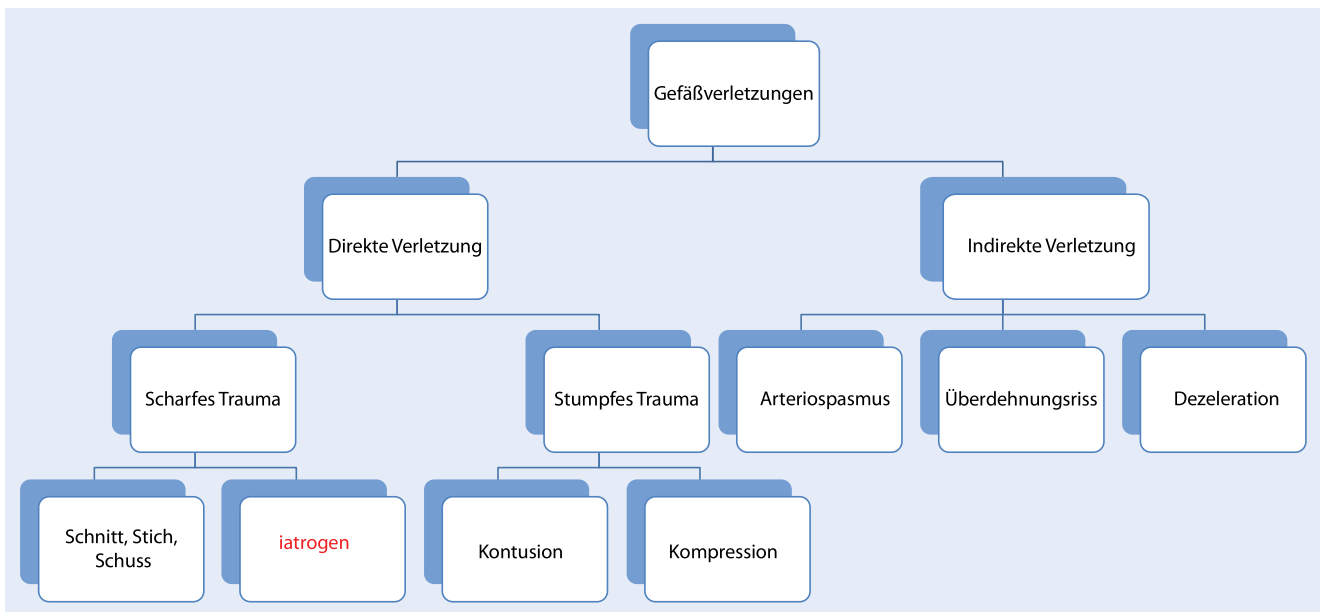 Gefäßverletzungen
Direkte Verletzung
Indirekte Verletzung
Scharfes Trauma
Stumpfes Trauma
Arteriospasmus
Überdehnungsriss
Dezeleration
Schnitt, Stich,
Schuss
iatrogen
Kontusion
Kompression